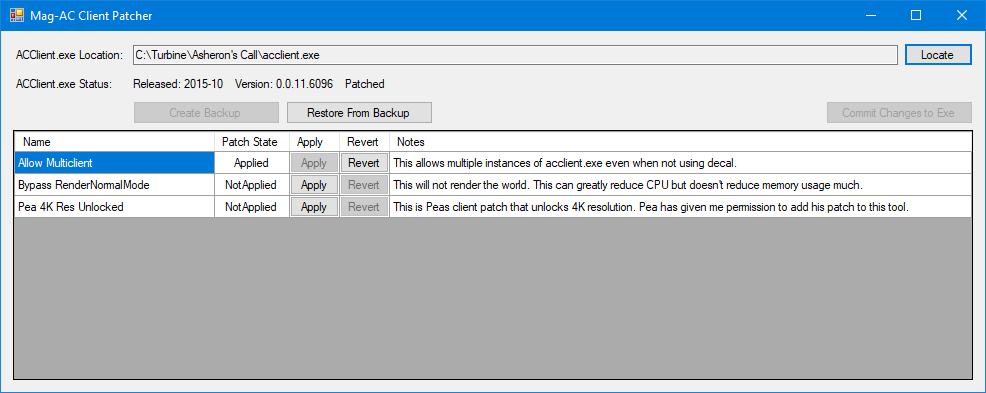 Mag-AC Client Patcher
ACClient.exe Location: C:\Turbine\Asheron's Call\acclient.exe Locate
ACClient.exe Status: Released: 2015-10 Version: 0.0.11.6096 Patched
Create Backup Restore From Backup Commit Changes to Exe
Name Patch State Apply Revert Notes
Allow Multiclient Applied Apply Revert This allows multiple instances of acclient.exe even when not using decal.
Bypass RenderNormalMode NotApplied Apply Revert This will not render the world. This can greatly reduce CPU but doesn't reduce memory usage much.
Pea 4K Res Unlocked NotApplied Apply Revert This is Peas client patch that unlocks 4K resolution. Pea has given me permission to add his patch to this tool.